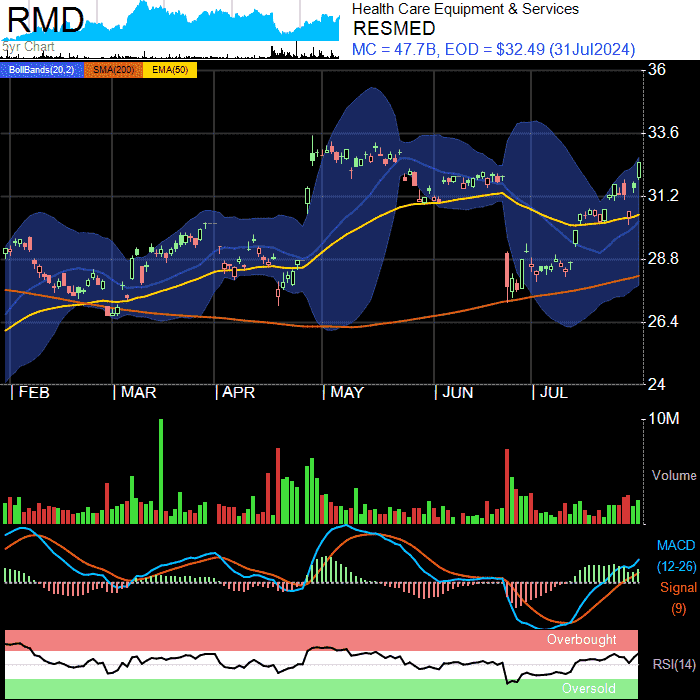 RMD
Health Care Equipment & Services
RESMED
MC = 47.7B, EOD = $32.49 (31Jul2024)
5yr Chart
BollBands(20,2) SMA(200) EMA(50)
36
33.6
31.2
28.8
26.4
24
FEB MAR APR MAY JUN JUL
10M
Volume
MACD
(12-26)
Signal
(9)
Overbought
RSI(14)
Oversold